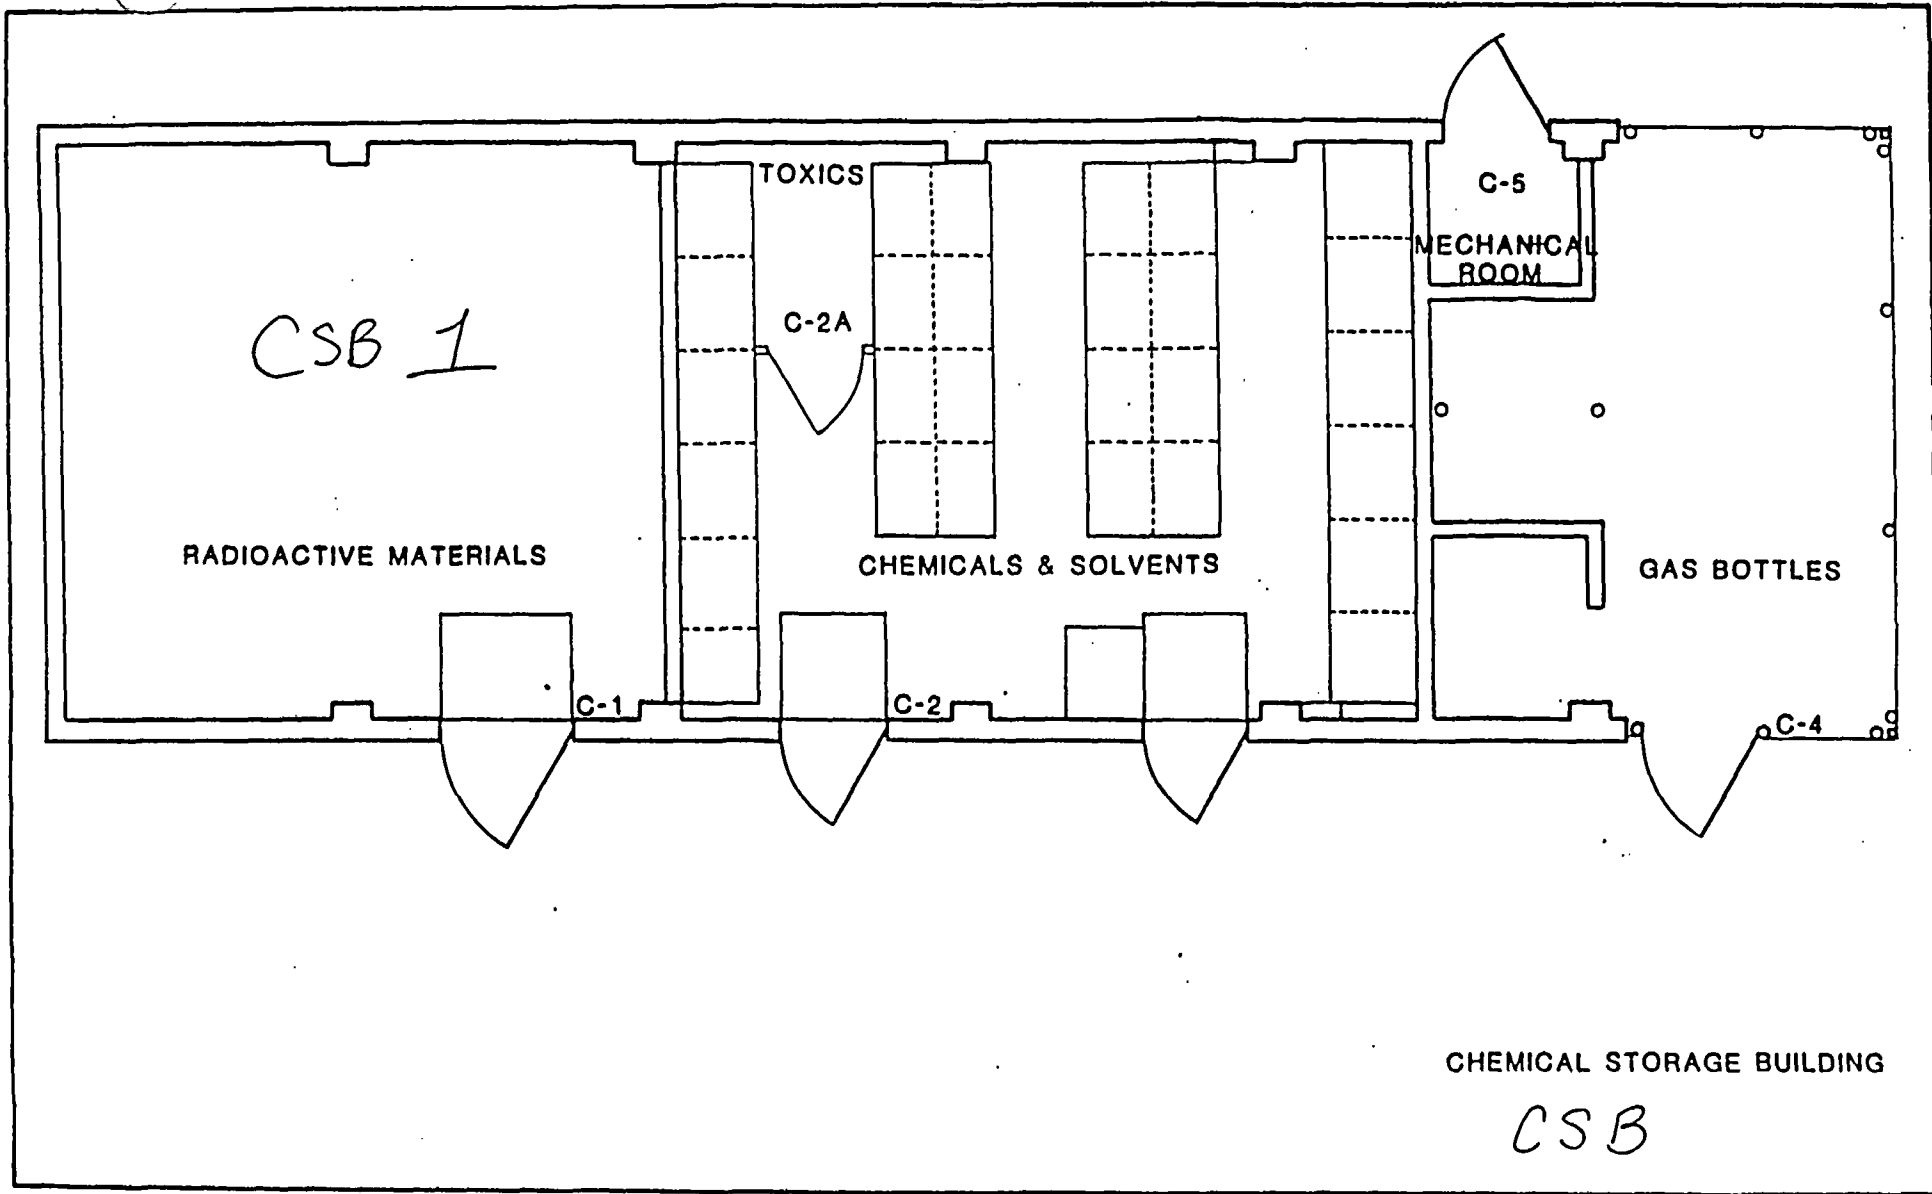 TOXICS
C-5
MECHANICAL
ROOM
C-2A
CSB 1
RADIOACTIVE MATERIALS
CHEMICALS & SOLVENTS
GAS BOTTLES
C-1
C-2
C-4
CHEMICAL STORAGE BUILDING
CSB